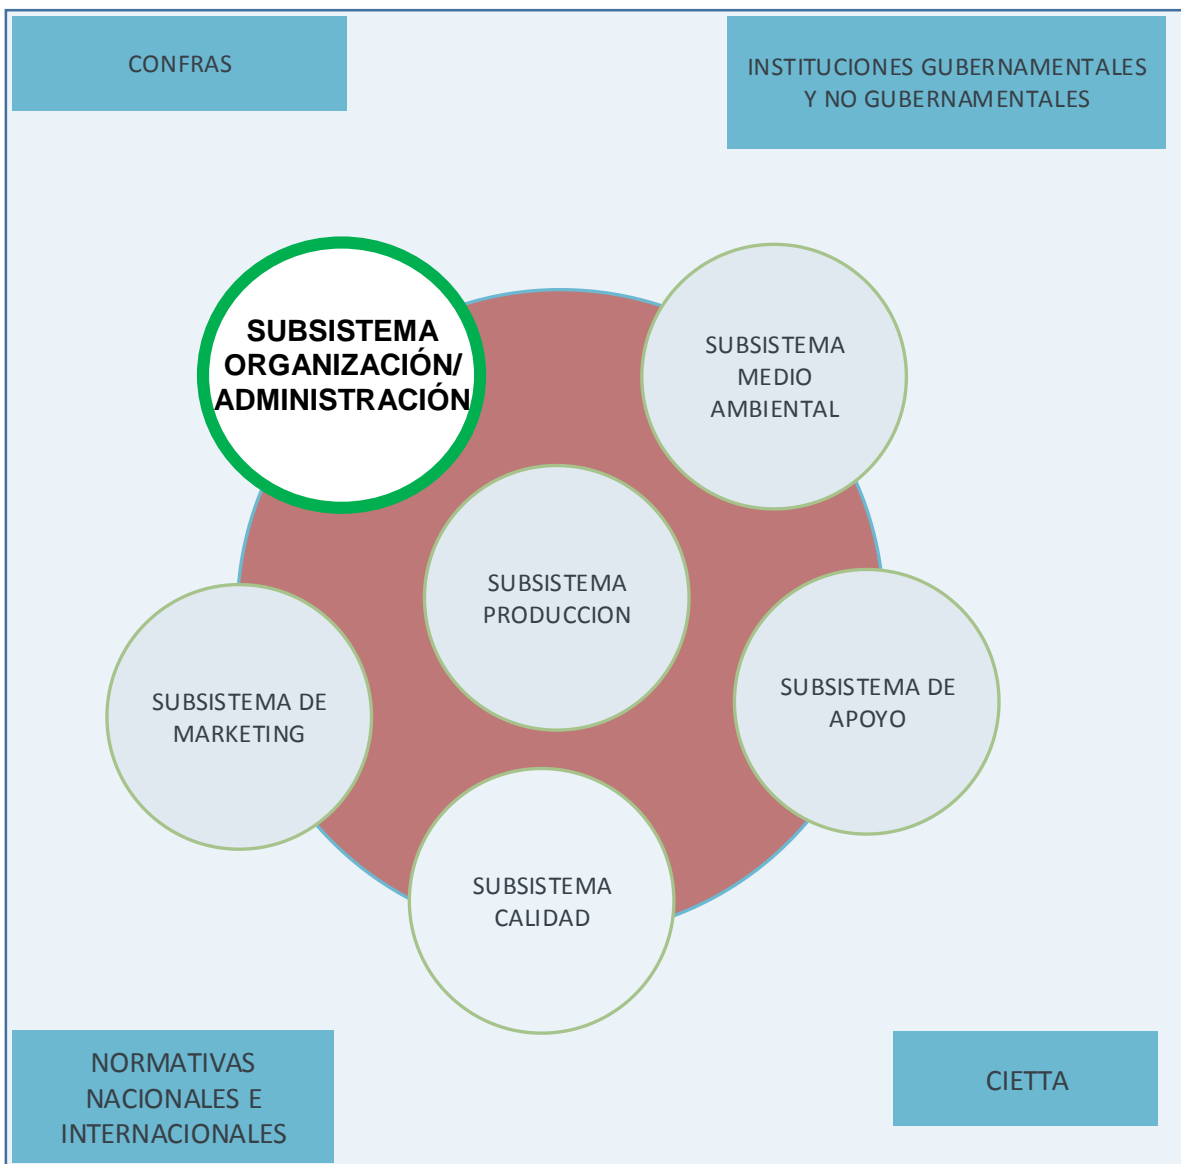 CONFRAS
INSTITUCIONES GUBERNAMENTALES
Y NO GUBERNAMENTALES
SUBSISTEMA
ORGANIZACIÓN/
ADMINISTRACIÓN
SUBSISTEMA
MEDIO
AMBIENTAL
SUBSISTEMA
PRODUCCION
SUBSISTEMA DE
MARKETING
SUBSISTEMA DE
APOYO
SUBSISTEMA
CALIDAD
NORMATIVAS
NACIONALES E
INTERNACIONALES
CIETTA